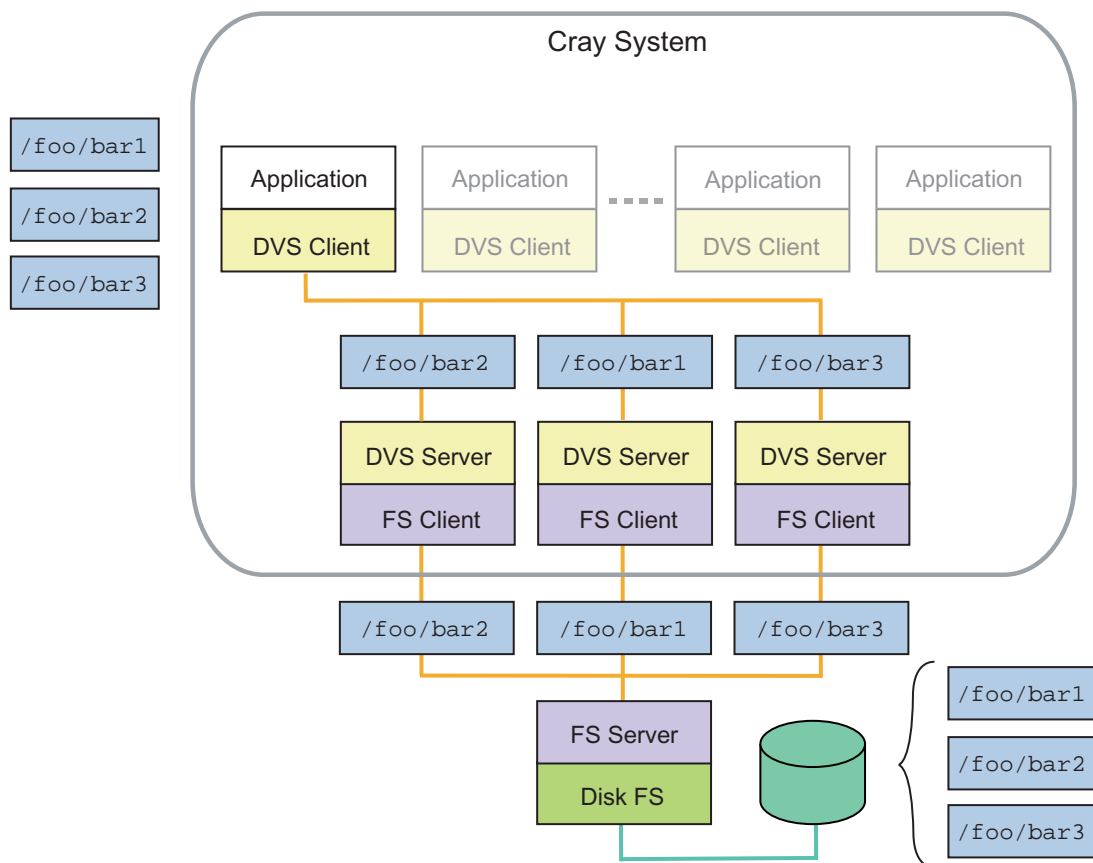 Cray System
/foo/bar1
/foo/bar2
/foo/bar3
Application
DVS Client
Application
DVS Client
Application
DVS Client
Application
DVS Client
/foo/bar2
/foo/bar1
/foo/bar3
DVS Server
FS Client
DVS Server
FS Client
DVS Server
FS Client
/foo/bar2
/foo/bar1
/foo/bar3
FS Server
Disk FS
/foo/bar1
/foo/bar2
/foo/bar3